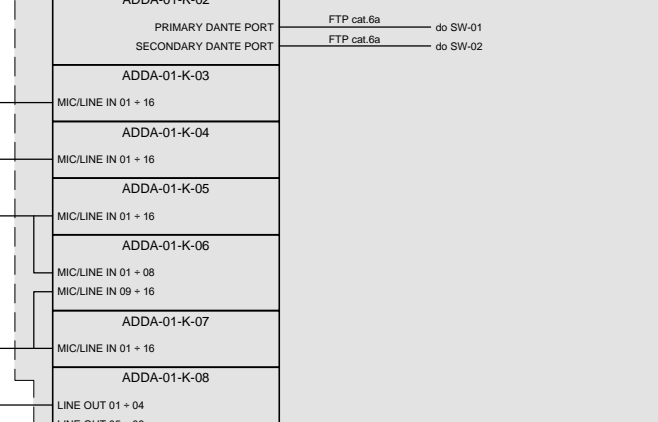 ADDA-01-K-02
PRIMARY DANTE PORT
FTP cat.6a
do SW-01
SECONDARY DANTE PORT
FTP cat.6a
do SW-02
ADDA-01-K-03
MIC/LINE IN 01 ÷ 16
ADDA-01-K-04
MIC/LINE IN 01 ÷ 16
ADDA-01-K-05
MIC/LINE IN 01 ÷ 16
ADDA-01-K-06
MIC/LINE IN 01 ÷ 08
MIC/LINE IN 09 ÷ 16
ADDA-01-K-07
MIC/LINE IN 01 ÷ 16
ADDA-01-K-08
LINE OUT 01 ÷ 04